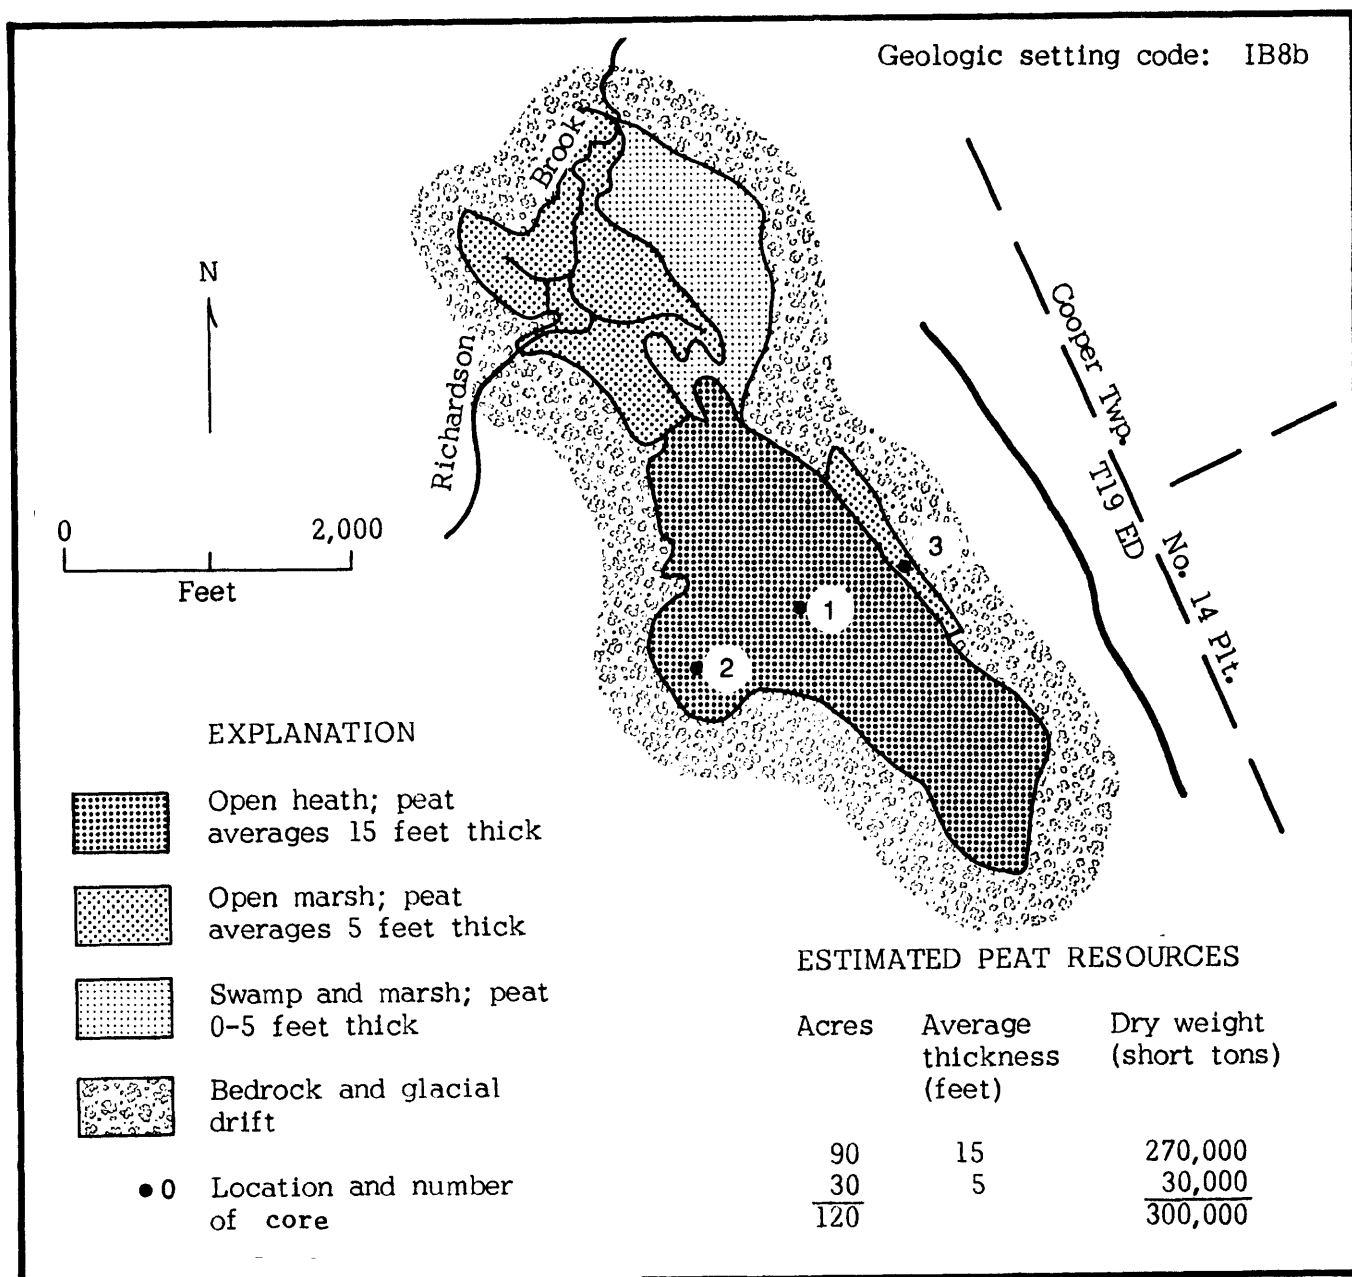 Geologic setting code: IB8b
Brook
N
Richardson
Cooper Twp.
T19 ED
No. 14 Plt.
0 2,000
Feet
3
1
2
EXPLANATION
Open heath; peat
averages 15 feet thick
Open marsh; peat
averages 5 feet thick
Swamp and marsh; peat
0-5 feet thick
Bedrock and glacial
drift
0 Location and number
of core
ESTIMATED PEAT RESOURCES
Acres Average Dry weight
thickness (short tons)
(feet)
90 15 270,000
30 5 30,000
120 300,000